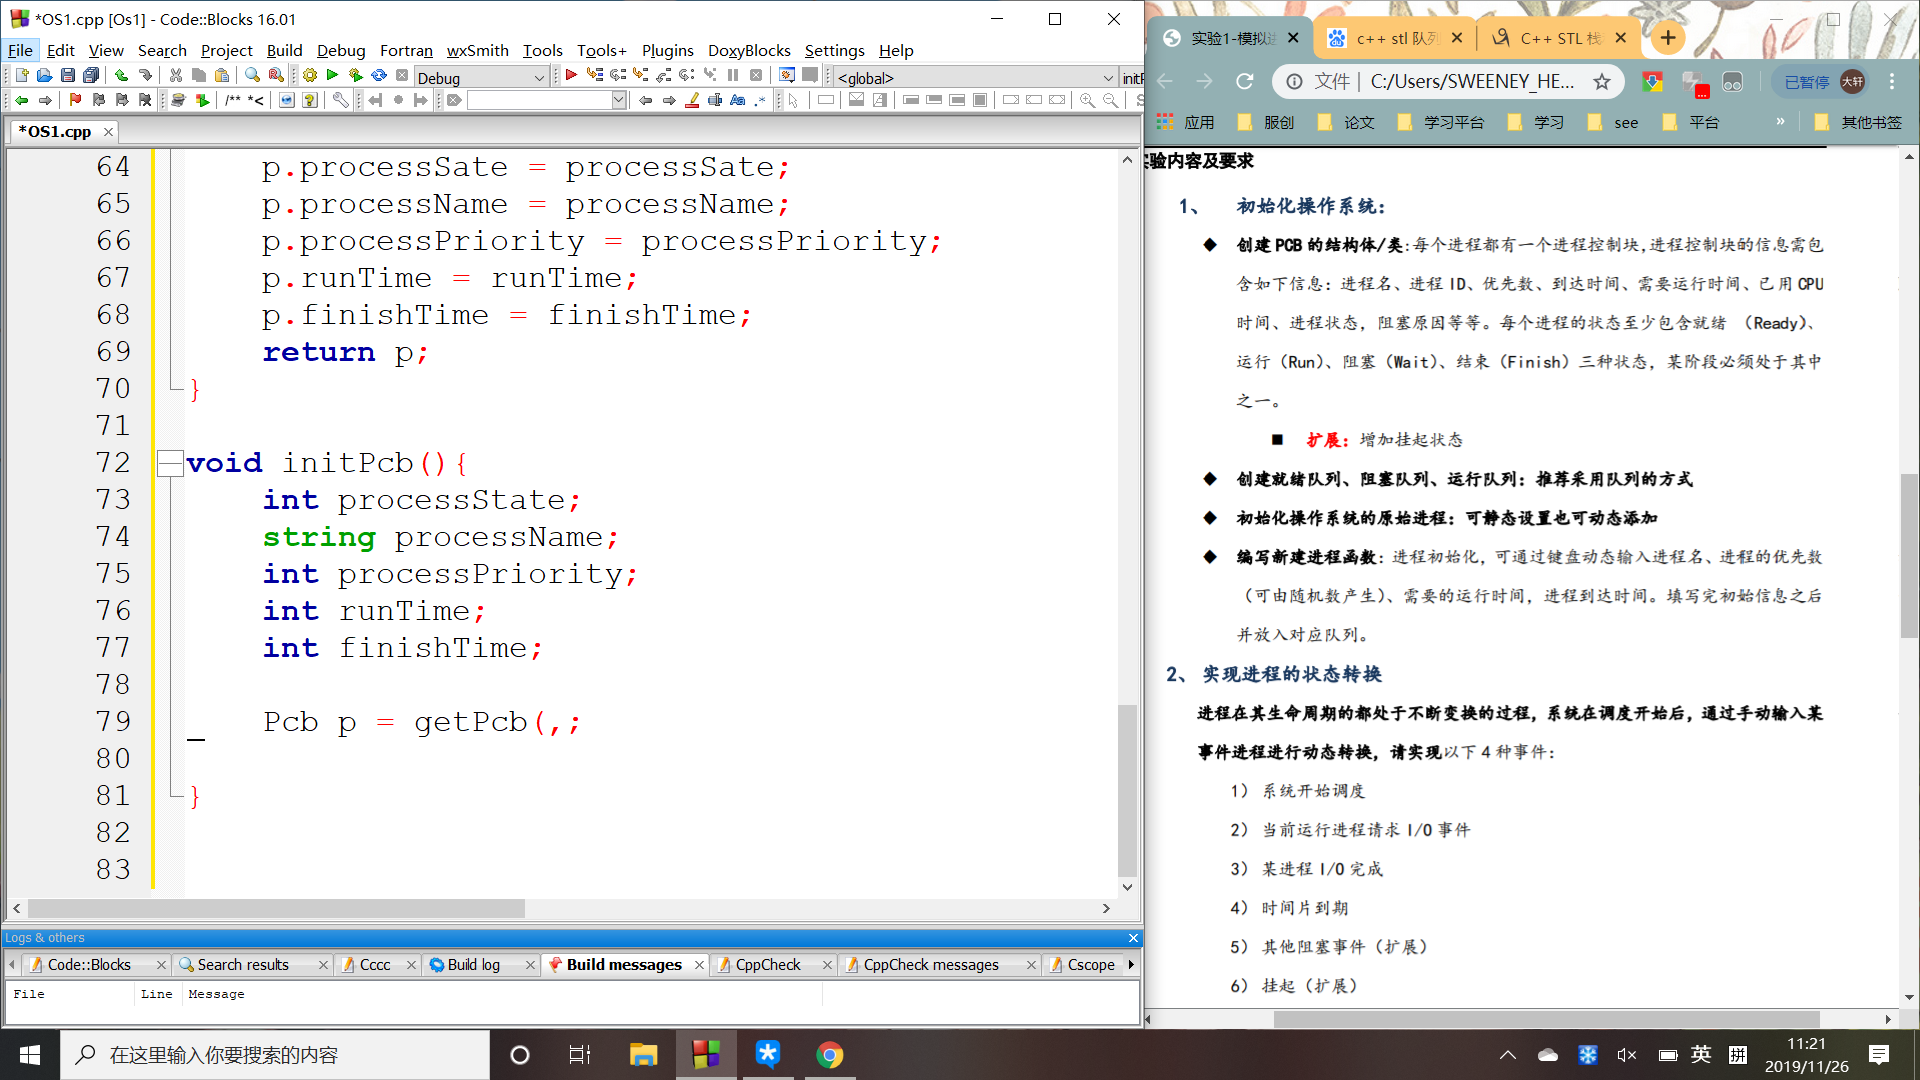 *OS1.cpp [Os1] - Code::Blocks 16.01
File Edit View Search Project Build Debug Fortran wxSmith Tools Tools+ Plugins DoxyBlocks Settings Help
Debug
<global>
/** *<
Aa .*
*OS1.cpp
64 p.processSate = processSate;
65 p.processName = processName;
66 p.processPriority = processPriority;
67 p.runTime = runTime;
68 p.finishTime = finishTime;
69 return p;
70 }
71
72 void initPcb(){
73 int processState;
74 string processName;
75 int processPriority;
76 int runTime;
77 int finishTime;
78
79 Pcb p = getPcb(,;
80
81 }
82
83
Logs & others
Code::Blocks Search results Cccc Build log Build messages CppCheck CppCheck messages Cscope
File Line Message
实验1-模拟进 c++ stl 队列 C++ STL 栈
文件 | C:/Users/SWEENEY_HE... 已暂停 大轩
应用 服创 论文 学习平台 学习 see 平台 » 其他书签
实验内容及要求
1、 初始化操作系统：
◆ 创建PCB的结构体/类:每个进程都有一个进程控制块,进程控制块的信息需包
含如下信息：进程名、进程ID、优先数、到达时间、需要运行时间、已用CPU
时间、进程状态，阻塞原因等等。每个进程的状态至少包含就绪 （Ready）、
运行（Run）、阻塞（Wait）、结束（Finish）三种状态，某阶段必须处于其中
之一。
■ 扩展：增加挂起状态
◆ 创建就绪队列、阻塞队列、运行队列：推荐采用队列的方式
◆ 初始化操作系统的原始进程：可静态设置也可动态添加
◆ 编写新建进程函数：进程初始化，可通过键盘动态输入进程名、进程的优先数
（可由随机数产生）、需要的运行时间，进程到达时间。填写完初始信息之后
并放入对应队列。
2、 实现进程的状态转换
进程在其生命周期的都处于不断变换的过程，系统在调度开始后，通过手动输入某
事件进程进行动态转换，请实现以下4种事件：
1） 系统开始调度
2） 当前运行进程请求I/O事件
3） 某进程I/O完成
4） 时间片到期
5） 其他阻塞事件（扩展）
6） 挂起（扩展）
在这里输入你要搜索的内容
英 拼
11:21
2019/11/26